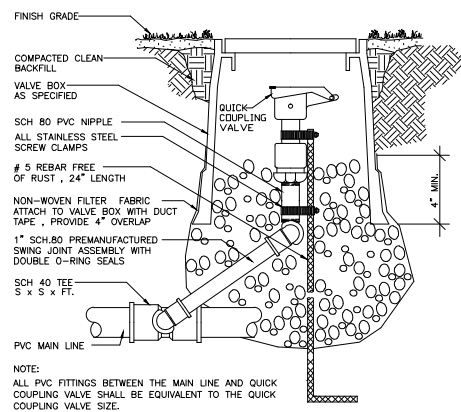 FINISH GRADE
COMPACTED CLEAN
BACKFILL
VALVE BOX
AS SPECIFIED
QUICK
COUPLING
VALVE
SCH 80 PVC NIPPLE
ALL STAINLESS STEEL
SCREW CLAMPS
# 5 REBAR FREE
OF RUST , 24" LENGTH
4" MIN.
NON-WOVEN FILTER FABRIC
ATTACH TO VALVE BOX WITH DUCT
TAPE , PROVIDE 4" OVERLAP
1" SCH.80 PREMANUFACTURED
SWING JOINT ASSEMBLY WITH
DOUBLE O-RING SEALS
SCH 40 TEE
S x S x FT.
PVC MAIN LINE
NOTE:
ALL PVC FITTINGS BETWEEN THE MAIN LINE AND QUICK
COUPLING VALVE SHALL BE EQUIVALENT TO THE QUICK
COUPLING VALVE SIZE.